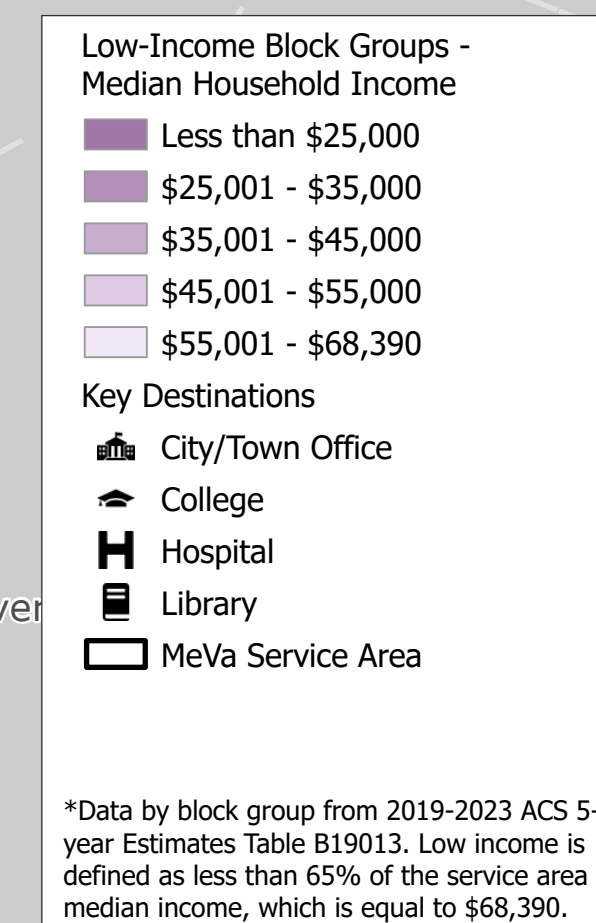 Low-Income Block Groups -
Median Household Income
Less than $25,000
$25,001 - $35,000
$35,001 - $45,000
$45,001 - $55,000
$55,001 - $68,390
Key Destinations
City/Town Office
College
Hospital
Library
MeVa Service Area
*Data by block group from 2019-2023 ACS 5-
year Estimates Table B19013. Low income is
defined as less than 65% of the service area
median income, which is equal to $68,390.